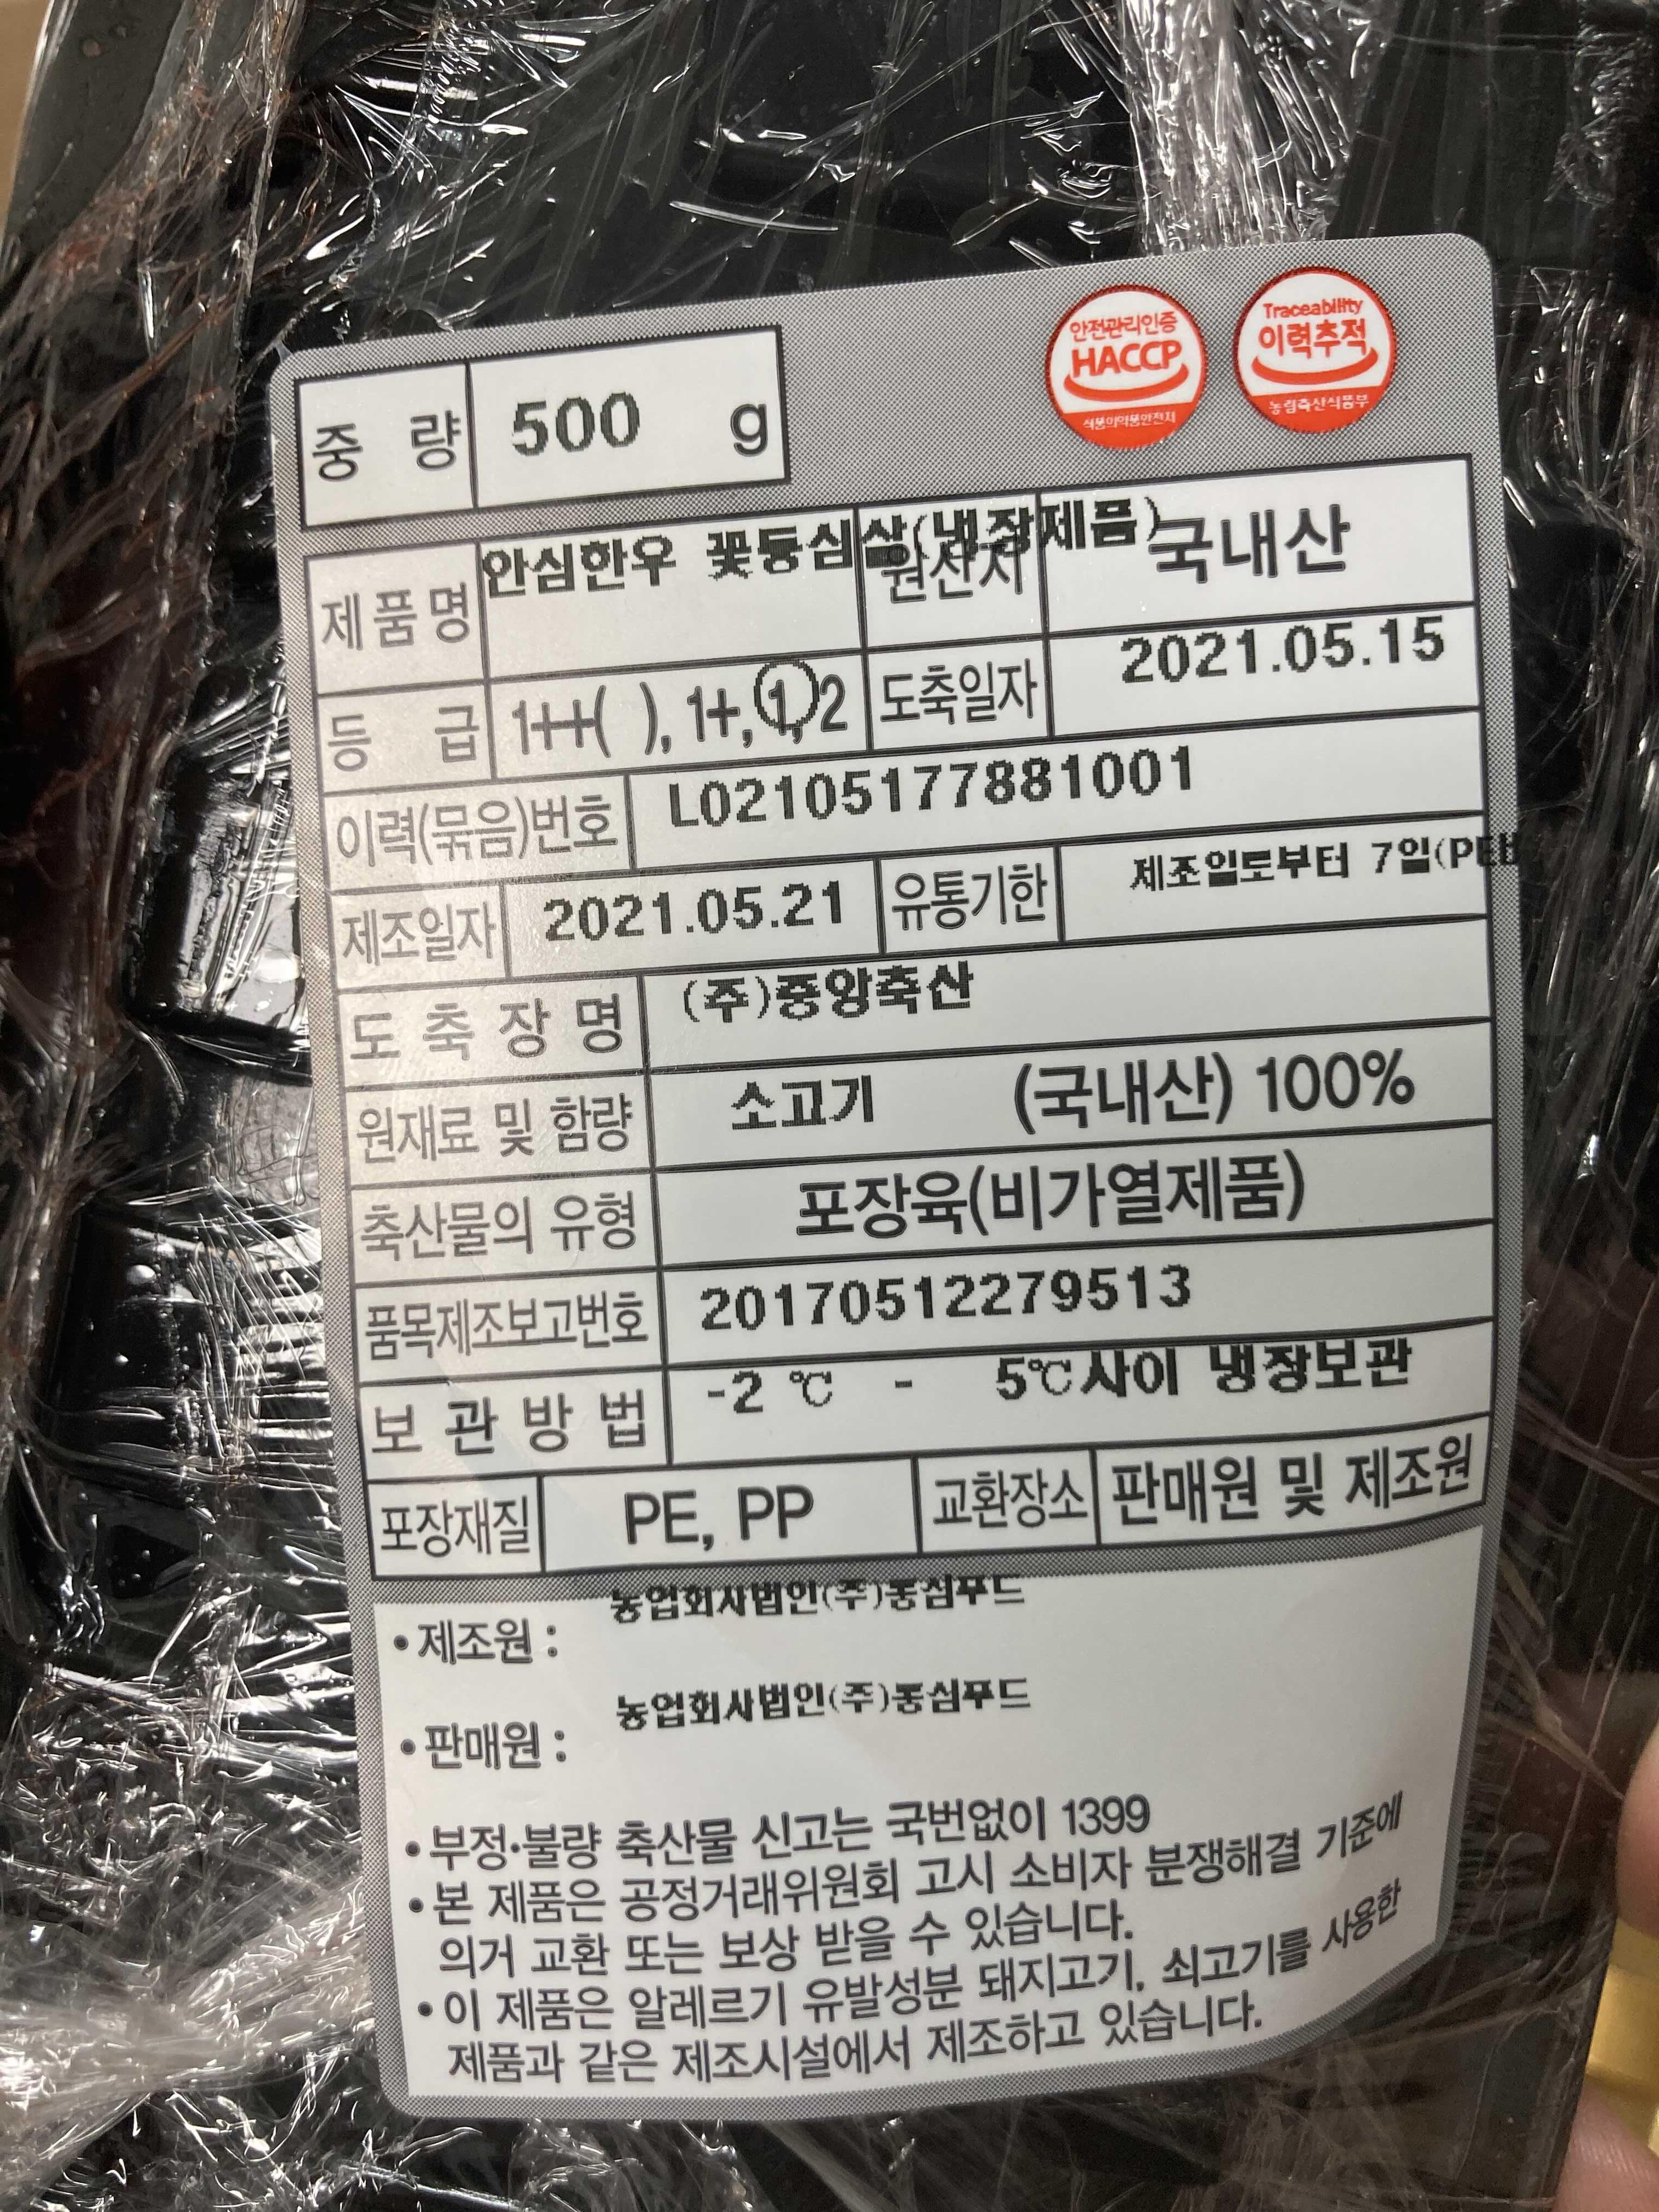 안전관리인증
HACCP
식품의약품안전처
Traceability
이력추적
농림축산식품부
중 량 500 g
제품명 안심한우 꽃등심살(냉장제품) 원산지 국내산
등 급 1++( ), 1+, 1, 2 도축일자 2021.05.15
이력(묶음)번호 L02105177881001
제조일자 2021.05.21 유통기한 제조일로부터 7일(PE
도 축 장 명 (주)중앙축산
원재료 및 함량 소고기 (국내산) 100%
축산물의 유형 포장육(비가열제품)
품목제조보고번호 20170512279513
보 관 방 법 -2 ℃ - 5℃사이 냉장보관
포장재질 PE, PP 교환장소 판매원 및 제조원
• 제조원 : 농업회사법인(주)동심푸드
• 판매원 : 농업회사법인(주)동심푸드
• 부정·불량 축산물 신고는 국번없이 1399
• 본 제품은 공정거래위원회 고시 소비자 분쟁해결 기준에
의거 교환 또는 보상 받을 수 있습니다.
• 이 제품은 알레르기 유발성분 돼지고기, 쇠고기를 사용한
제품과 같은 제조시설에서 제조하고 있습니다.